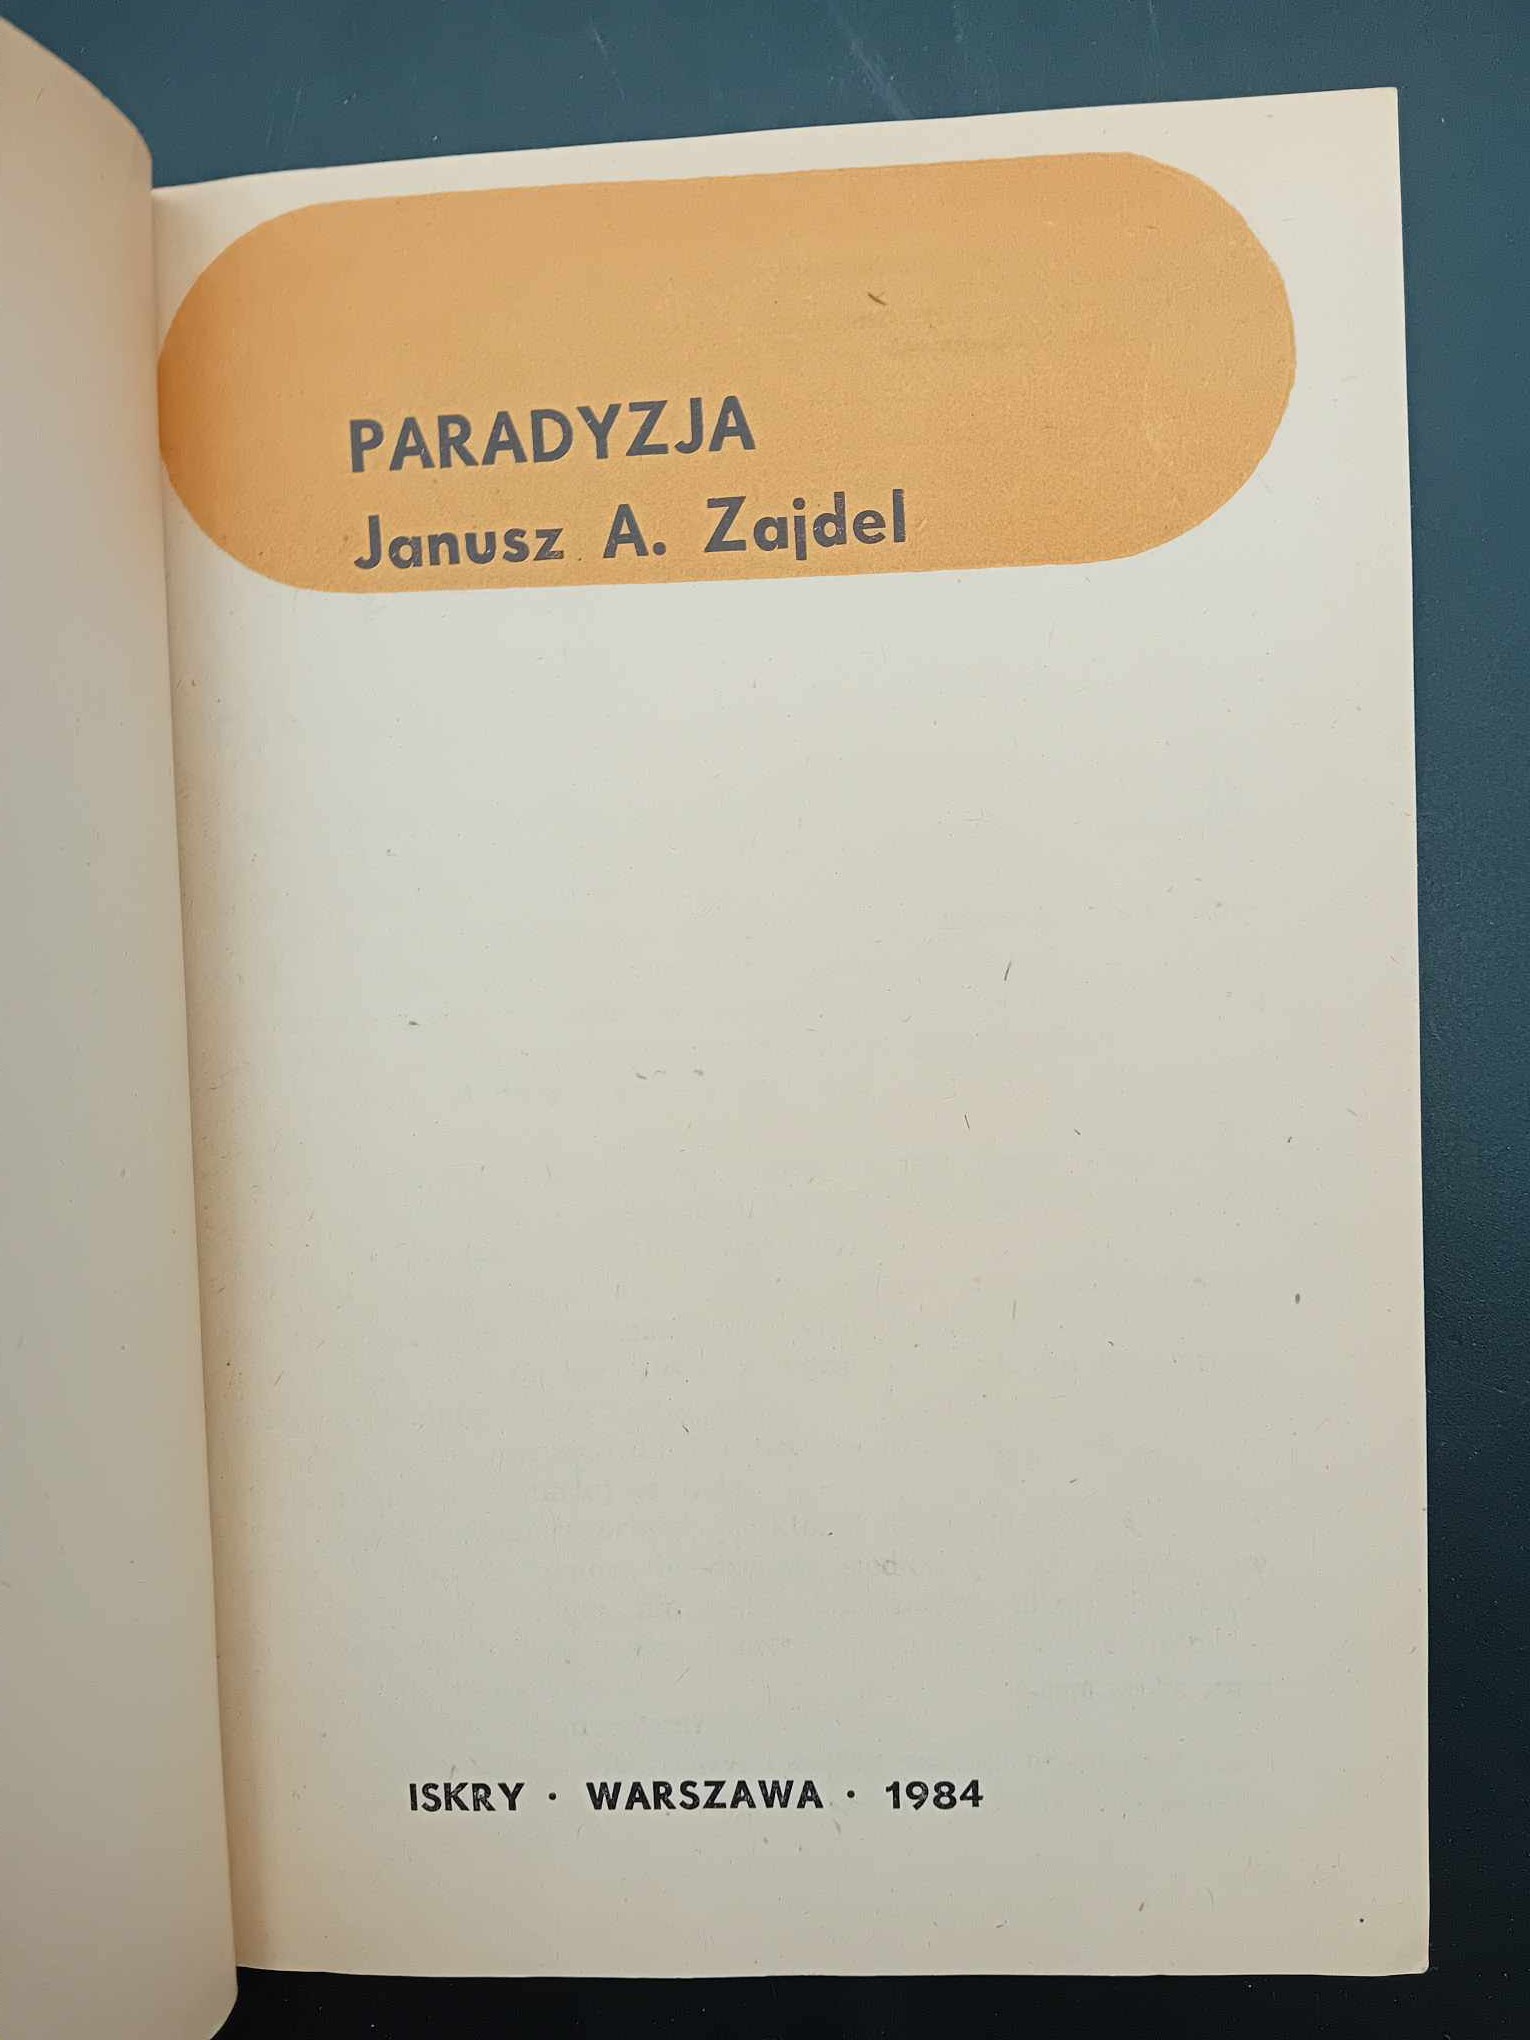 PARADYZJA
Janusz A. Zajdel
ISKRY · WARSZAWA · 1984